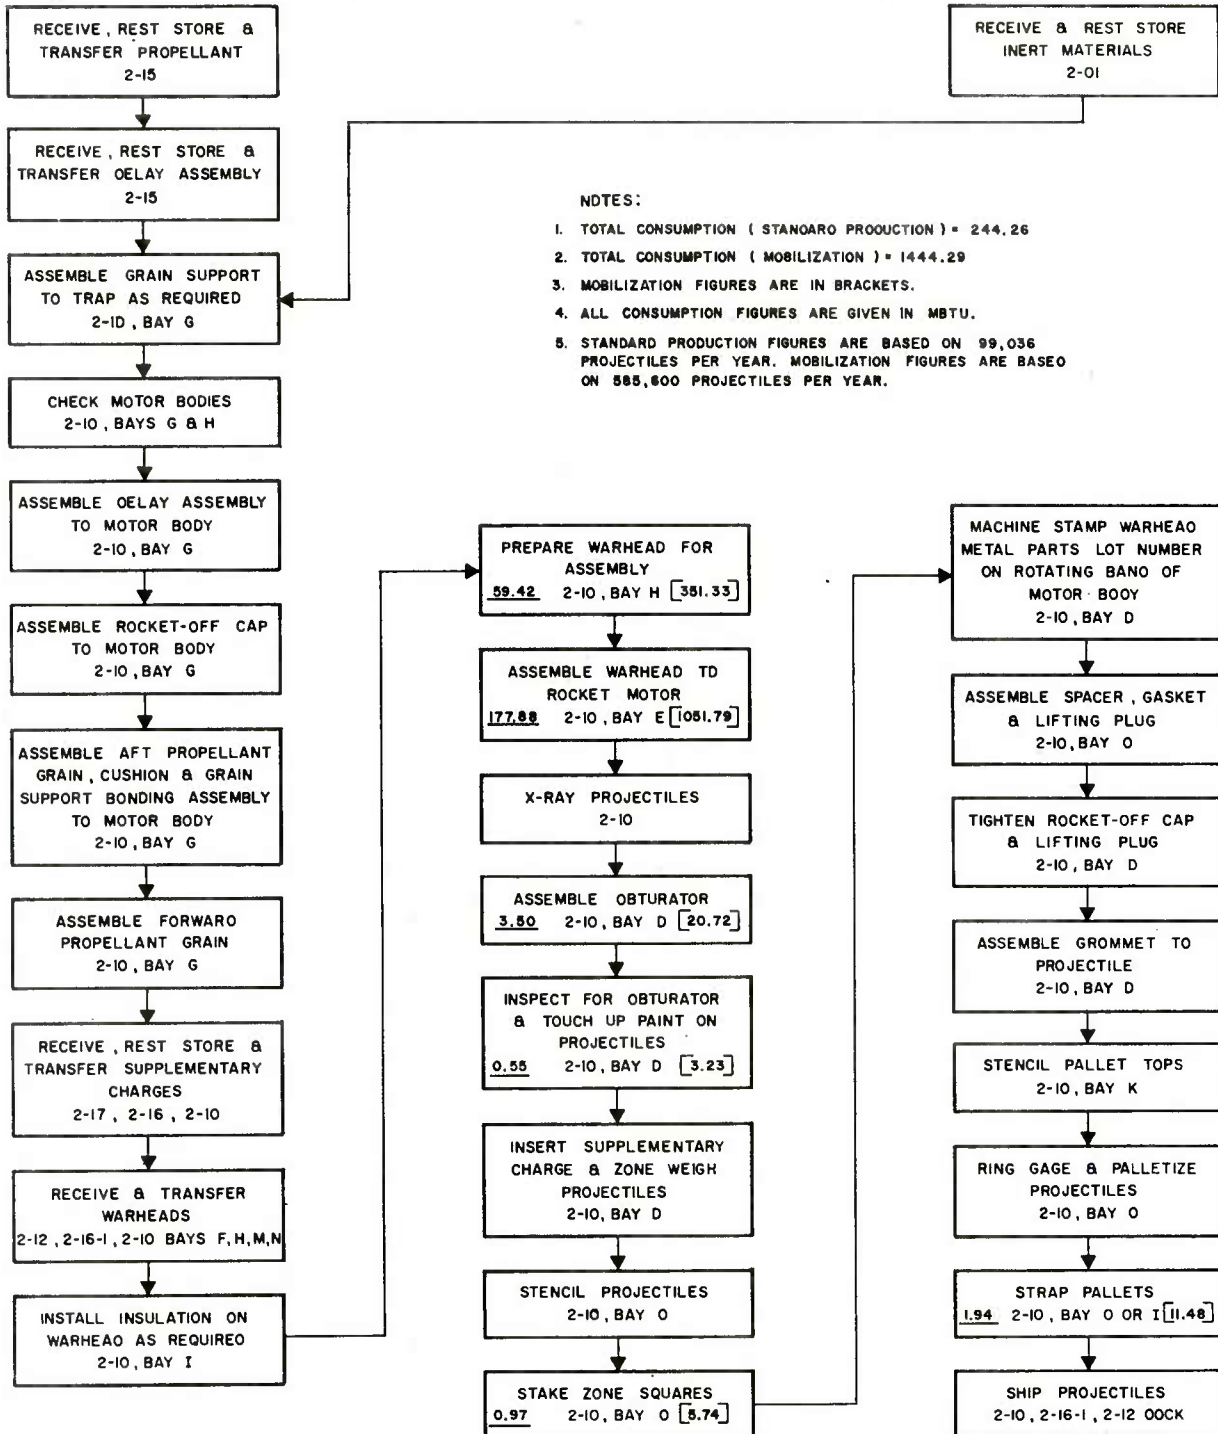 RECEIVE, REST STORE &
TRANSFER PROPELLANT
2-15
RECEIVE & REST STORE
INERT MATERIALS
2-01
RECEIVE, REST STORE &
TRANSFER OELAY ASSEMBLY
2-15
ASSEMBLE GRAIN SUPPORT
TO TRAP AS REQUIRED
2-1D, BAY G
CHECK MOTOR BODIES
2-10, BAYS G & H
ASSEMBLE OELAY ASSEMBLY
TO MOTOR BODY
2-10, BAY G
ASSEMBLE ROCKET-OFF CAP
TO MOTOR BODY
2-10, BAY G
ASSEMBLE AFT PROPELLANT
GRAIN, CUSHION & GRAIN
SUPPORT BONDING ASSEMBLY
TO MOTOR BODY
2-10, BAY G
ASSEMBLE FORWARO
PROPELLANT GRAIN
2-10, BAY G
RECEIVE, REST STORE &
TRANSFER SUPPLEMENTARY
CHARGES
2-17, 2-16, 2-10
RECEIVE & TRANSFER
WARHEADS
2-12, 2-16-1, 2-10 BAYS F,H,M,N
INSTALL INSULATION ON
WARHEAO AS REQUIRED
2-10, BAY I
NDTES:
1. TOTAL CONSUMPTION ( STANOARO PROOUCTION ) = 244.26
2. TOTAL CONSUMPTION ( MOBILIZATION ) = 1444.29
3. MOBILIZATION FIGURES ARE IN BRACKETS.
4. ALL CONSUMPTION FIGURES ARE GIVEN IN MBTU.
5. STANDARD PRODUCTION FIGURES ARE BASED ON 99,036
PROJECTILES PER YEAR. MOBILIZATION FIGURES ARE BASEO
ON 585,600 PROJECTILES PER YEAR.
PREPARE WARHEAD FOR
ASSEMBLY
59.42 2-10, BAY H [351.33]
ASSEMBLE WARHEAD TD
ROCKET MOTOR
177.88 2-10, BAY E [1051.79]
X-RAY PROJECTILES
2-10
ASSEMBLE OBTURATOR
3.50 2-10, BAY D [20.72]
INSPECT FOR OBTURATOR
& TOUCH UP PAINT ON
PROJECTILES
0.55 2-10, BAY D [3.23]
INSERT SUPPLEMENTARY
CHARGE & ZONE WEIGH
PROJECTILES
2-10, BAY D
STENCIL PROJECTILES
2-10, BAY O
STAKE ZONE SQUARES
0.97 2-10, BAY O [5.74]
MACHINE STAMP WARHEAO
METAL PARTS LOT NUMBER
ON ROTATING BANO OF
MOTOR BOOY
2-10, BAY D
ASSEMBLE SPACER, GASKET
& LIFTING PLUG
2-10, BAY O
TIGHTEN ROCKET-OFF CAP
& LIFTING PLUG
2-10, BAY D
ASSEMBLE GROMMET TO
PROJECTILE
2-10, BAY D
STENCIL PALLET TOPS
2-10, BAY K
RING GAGE & PALLETIZE
PROJECTILES
2-10, BAY O
STRAP PALLETS
1.94 2-10, BAY O OR I [11.48]
SHIP PROJECTILES
2-10, 2-16-1, 2-12 OOCK